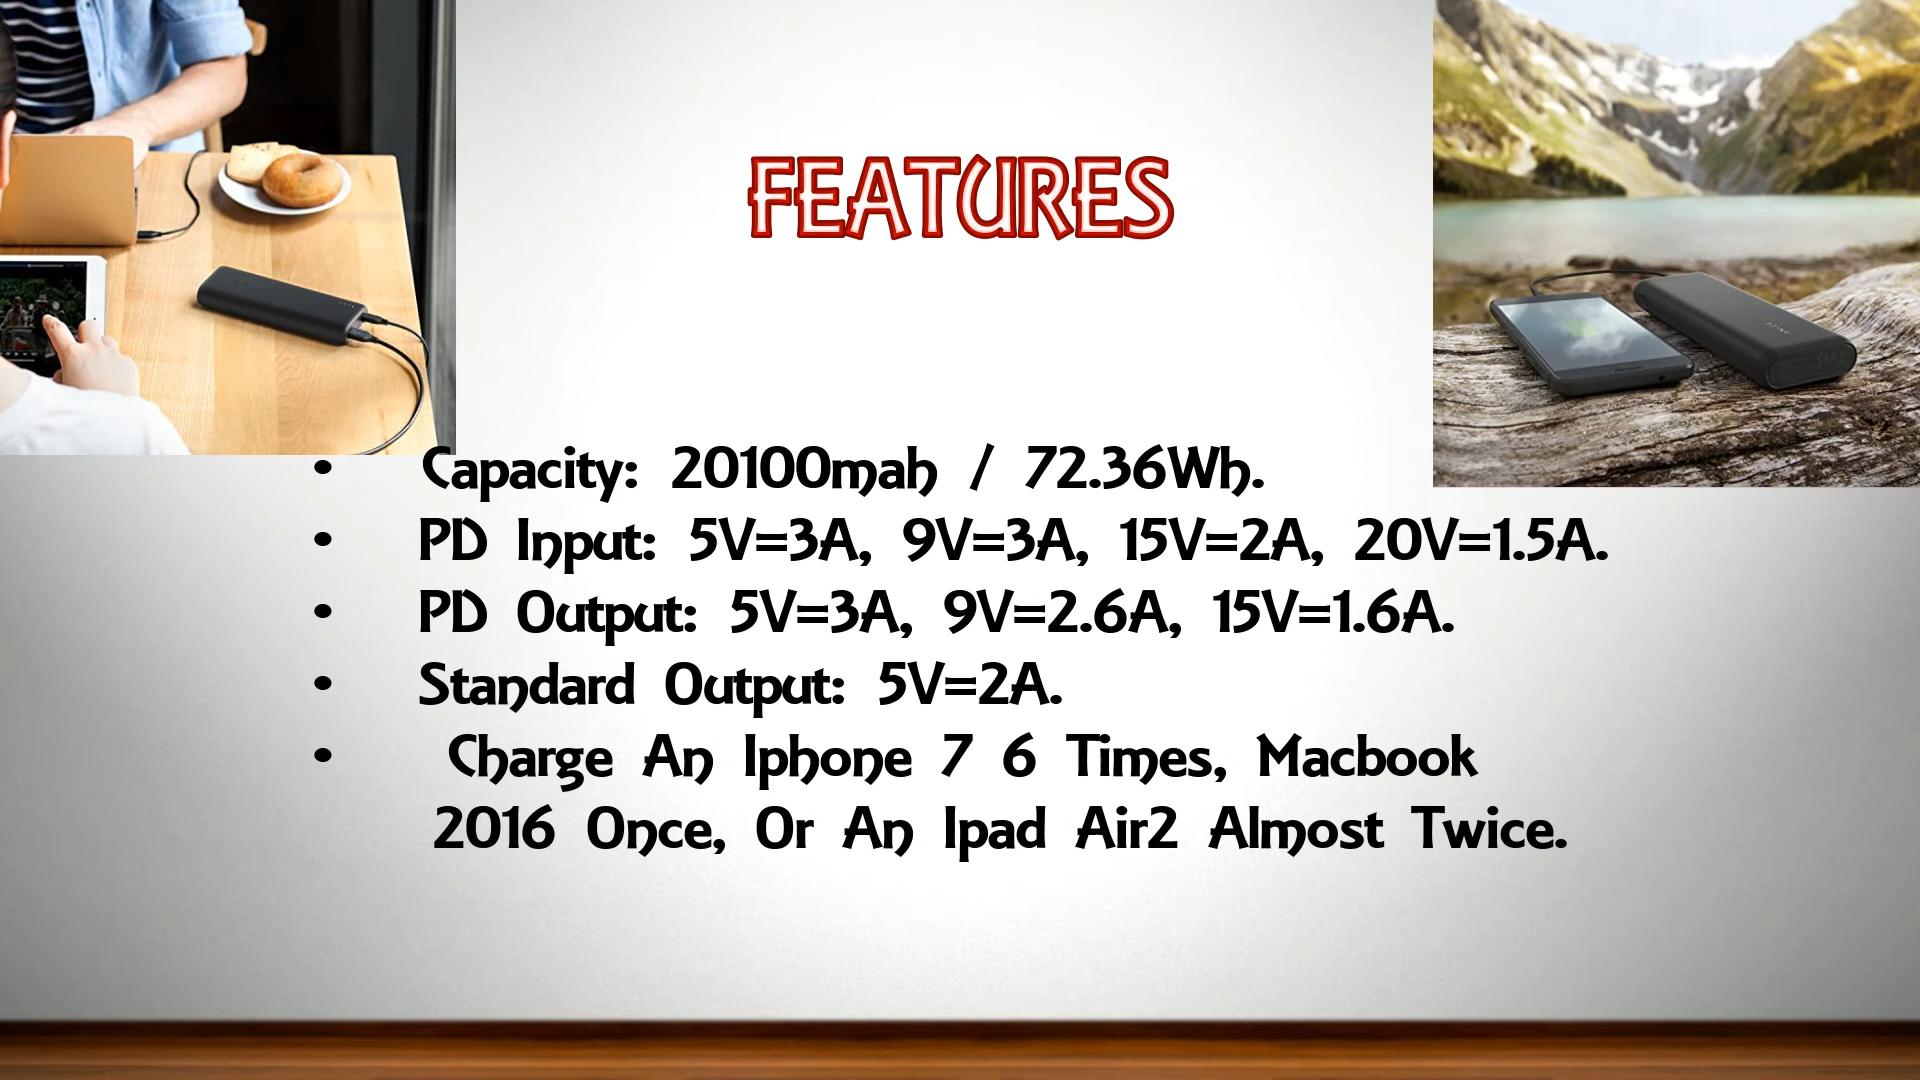 FEATURES
• Capacity: 20100mah / 72.36Wh.
• PD Input: 5V=3A, 9V=3A, 15V=2A, 20V=1.5A.
• PD Output: 5V=3A, 9V=2.6A, 15V=1.6A.
• Standard Output: 5V=2A.
• Charge An Iphone 7 6 Times, Macbook
2016 Once, Or An Ipad Air2 Almost Twice.